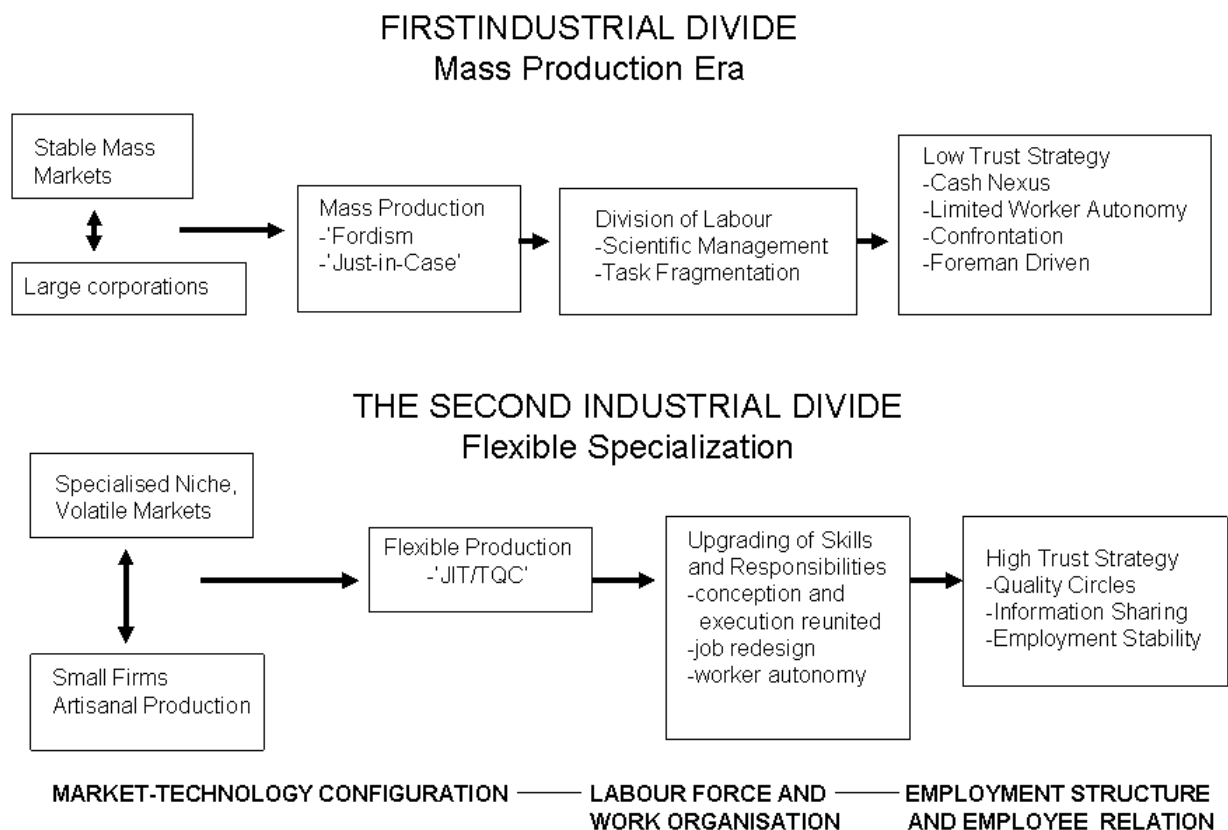 FIRSTINDUSTRIAL DIVIDE
Mass Production Era
Stable Mass
Markets
Large corporations
Mass Production
-'Fordism
-'Just-in-Case'
Division of Labour
-Scientific Management
-Task Fragmentation
Low Trust Strategy
-Cash Nexus
-Limited Worker Autonomy
-Confrontation
-Foreman Driven
THE SECOND INDUSTRIAL DIVIDE
Flexible Specialization
Specialised Niche,
Volatile Markets
Small Firms
Artisanal Production
Flexible Production
-'JIT/TQC'
Upgrading of Skills
and Responsibilities
-conception and
execution reunited
-job redesign
-worker autonomy
High Trust Strategy
-Quality Circles
-Information Sharing
-Employment Stability
MARKET-TECHNOLOGY CONFIGURATION
LABOUR FORCE AND
WORK ORGANISATION
EMPLOYMENT STRUCTURE
AND EMPLOYEE RELATION